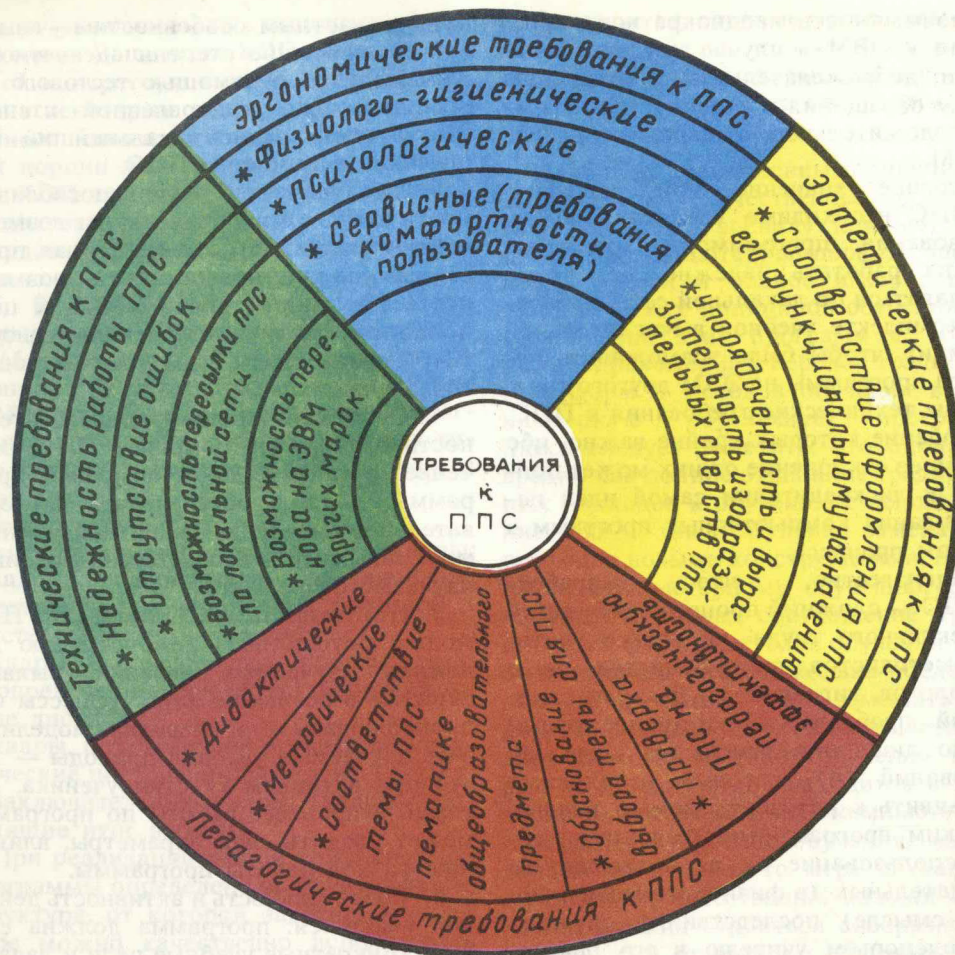 Эргономические требования к ППС
* Физиолого-гигиенические
* Психологические
* Сервисные (требования
комфортности
пользователя)
Эстетические требования к ППС
* Соответствие оформления ППС
его функциональному назначению
* Упорядоченность и выра-
зительность изобрази-
тельных средств ППС
Технические требования к ППС
* Надежность работы ППС
* Отсутствие ошибок
* Возможность пересылки ППС
по локальной сети
* Возможность пере-
носа на ЭВМ
других марок
ТРЕБОВАНИЯ
к
ППС
* Дидактические
* Методические
* Соответствие
темы ППС
тематике
общеобразовательного
предмета
* Обоснование
выбора темы для ППС
* Проверка
ППС на
педагогическую
эффективность
Педагогические требования к ППС